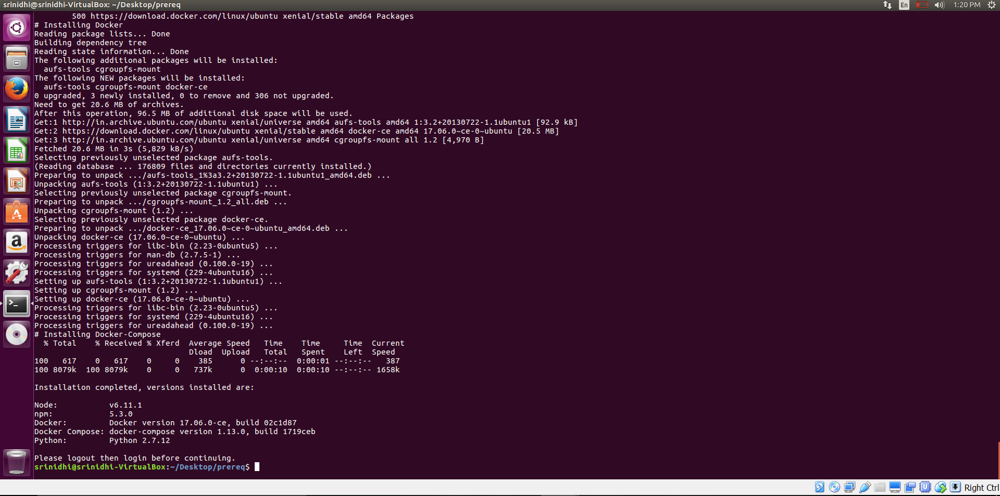 srinidhi@srinidhi-VirtualBox: ~/Desktop/prereq
En
1:20 PM
        500 https://download.docker.com/linux/ubuntu xenial/stable amd64 Packages
# Installing Docker
Reading package lists... Done
Building dependency tree
Reading state information... Done
The following additional packages will be installed:
  aufs-tools cgroupfs-mount
The following NEW packages will be installed:
  aufs-tools cgroupfs-mount docker-ce
0 upgraded, 3 newly installed, 0 to remove and 306 not upgraded.
Need to get 20.6 MB of archives.
After this operation, 96.5 MB of additional disk space will be used.
Get:1 http://in.archive.ubuntu.com/ubuntu xenial/universe amd64 aufs-tools amd64 1:3.2+20130722-1.1ubuntu1 [92.9 kB]
Get:2 https://download.docker.com/linux/ubuntu xenial/stable amd64 docker-ce amd64 17.06.0~ce-0~ubuntu [20.5 MB]
Get:3 http://in.archive.ubuntu.com/ubuntu xenial/universe amd64 cgroupfs-mount all 1.2 [4,970 B]
Fetched 20.6 MB in 3s (5,829 kB/s)
Selecting previously unselected package aufs-tools.
(Reading database ... 176809 files and directories currently installed.)
Preparing to unpack .../aufs-tools_1%3a3.2+20130722-1.1ubuntu1_amd64.deb ...
Unpacking aufs-tools (1:3.2+20130722-1.1ubuntu1) ...
Selecting previously unselected package cgroupfs-mount.
Preparing to unpack .../cgroupfs-mount_1.2_all.deb ...
Unpacking cgroupfs-mount (1.2) ...
Selecting previously unselected package docker-ce.
Preparing to unpack .../docker-ce_17.06.0~ce-0~ubuntu_amd64.deb ...
Unpacking docker-ce (17.06.0~ce-0~ubuntu) ...
Processing triggers for libc-bin (2.23-0ubuntu5) ...
Processing triggers for man-db (2.7.5-1) ...
Processing triggers for ureadahead (0.100.0-19) ...
Processing triggers for systemd (229-4ubuntu16) ...
Setting up aufs-tools (1:3.2+20130722-1.1ubuntu1) ...
Setting up cgroupfs-mount (1.2) ...
Setting up docker-ce (17.06.0~ce-0~ubuntu) ...
Processing triggers for libc-bin (2.23-0ubuntu5) ...
Processing triggers for systemd (229-4ubuntu16) ...
Processing triggers for ureadahead (0.100.0-19) ...
# Installing Docker-Compose
  % Total    % Received % Xferd  Average Speed   Time    Time     Time  Current
                                 Dload  Upload   Total   Spent    Left  Speed
100   617    0   617    0     0    385      0 --:--:--  0:00:01 --:--:--   387
100 8079k  100 8079k    0     0   737k      0  0:00:10  0:00:10 --:--:-- 1658k
Installation completed, versions installed are:
Node:           v6.11.1
npm:            5.3.0
Docker:         Docker version 17.06.0-ce, build 02c1d87
Docker Compose: docker-compose version 1.13.0, build 1719ceb
Python:         Python 2.7.12
Please logout then login before continuing.
srinidhi@srinidhi-VirtualBox:~/Desktop/prereq$
Right Ctrl